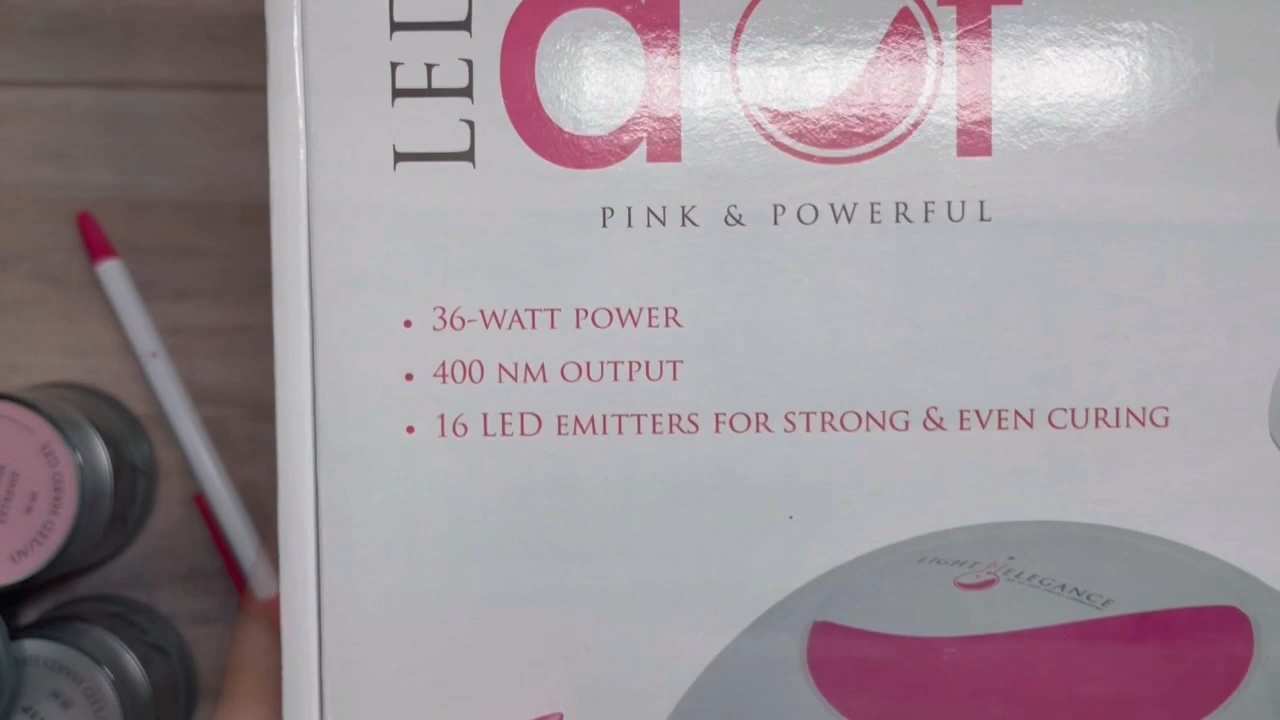 LED
dot
PINK & POWERFUL
• 36-WATT POWER
• 400 NM OUTPUT
• 16 LED EMITTERS FOR STRONG & EVEN CURING
LIGHT ELEGANCE